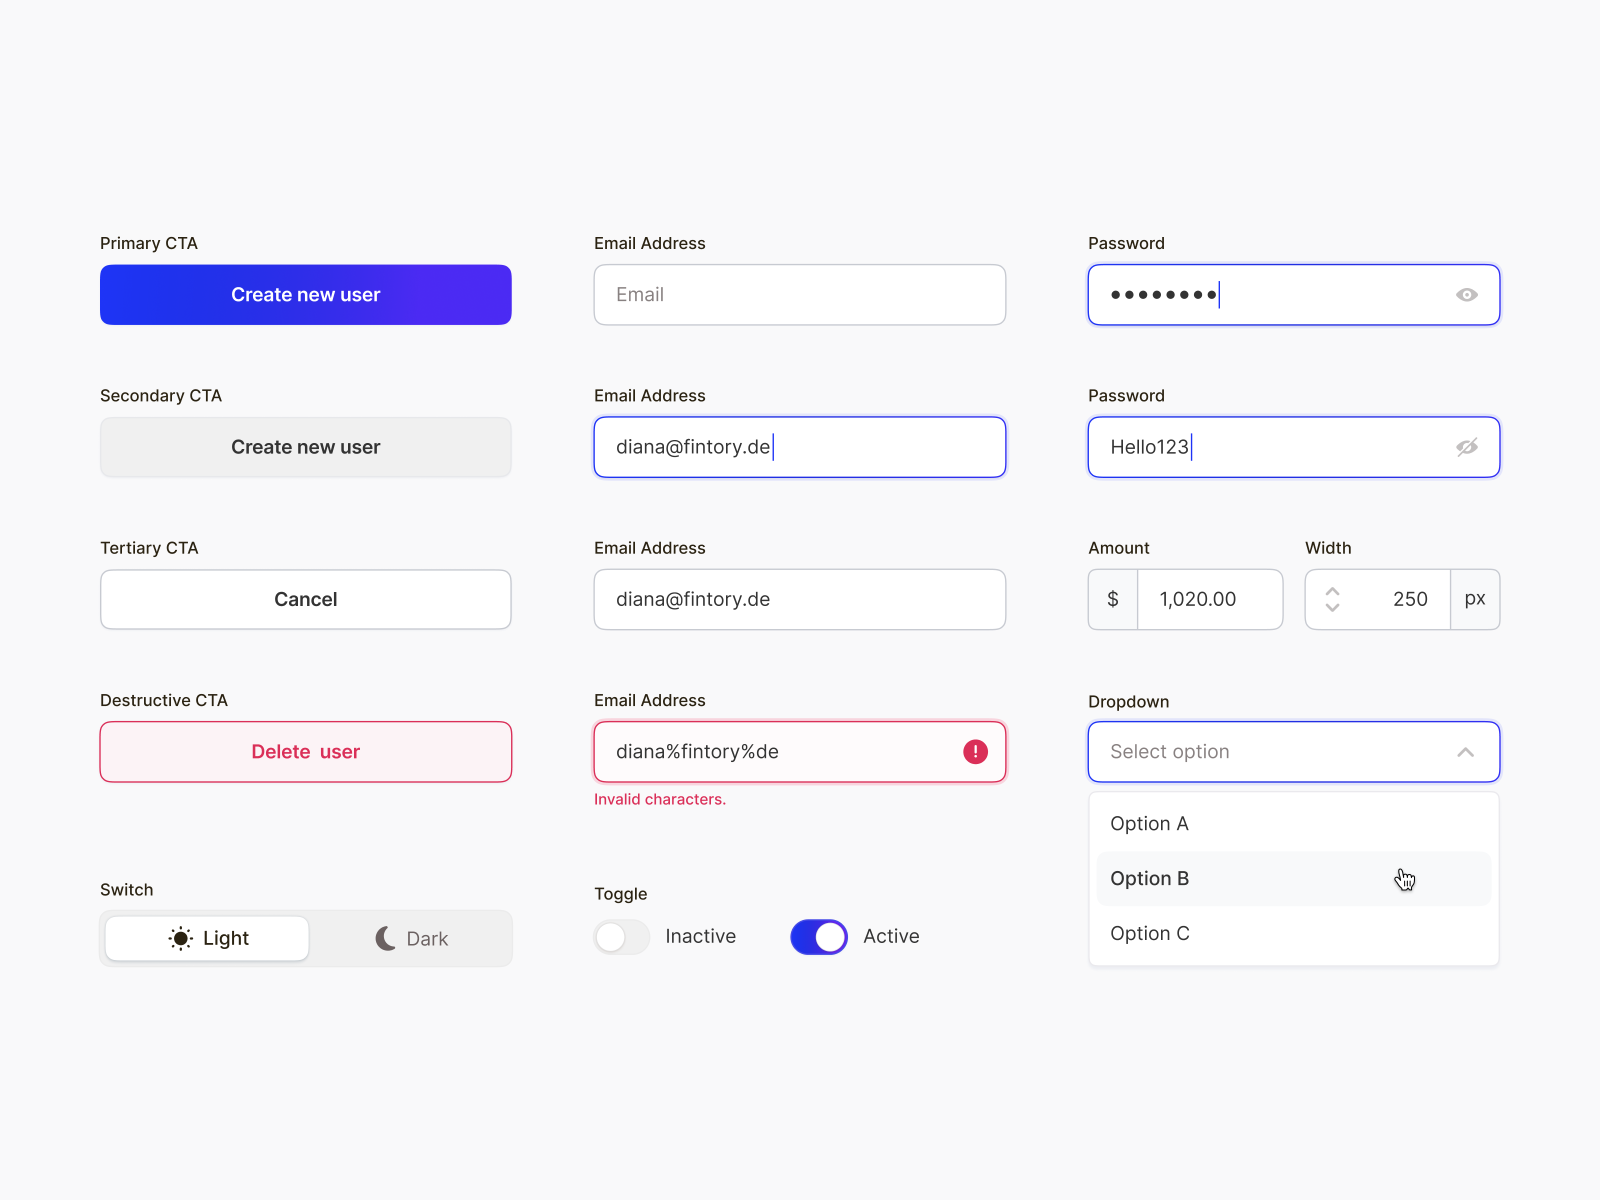 Primary CTA
Create new user
Secondary CTA
Create new user
Tertiary CTA
Cancel
Destructive CTA
Delete  user
Switch
Light
Dark
Email Address
Email
Email Address
diana@fintory.de
Email Address
diana@fintory.de
Email Address
diana%fintory%de
!
Invalid characters.
Toggle
Inactive
Active
Password
••••••••
Password
Hello123
Amount
$ 1,020.00
Width
250 px
Dropdown
Select option
Option A
Option B
Option C